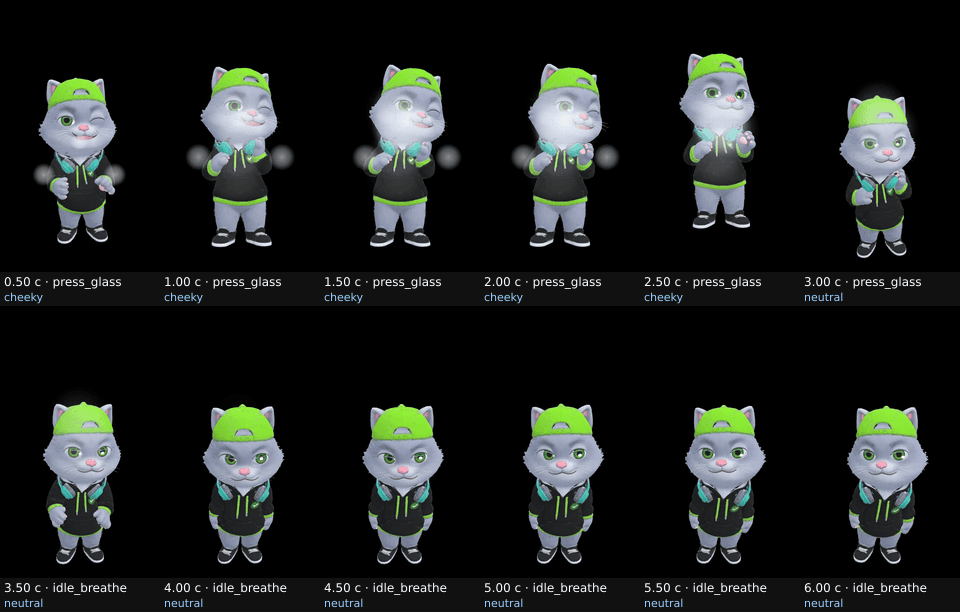 0.50 с · press_glass
cheeky
1.00 с · press_glass
cheeky
1.50 с · press_glass
cheeky
2.00 с · press_glass
cheeky
2.50 с · press_glass
cheeky
3.00 с · press_glass
neutral
3.50 с · idle_breathe
neutral
4.00 с · idle_breathe
neutral
4.50 с · idle_breathe
neutral
5.00 с · idle_breathe
neutral
5.50 с · idle_breathe
neutral
6.00 с · idle_breathe
neutral